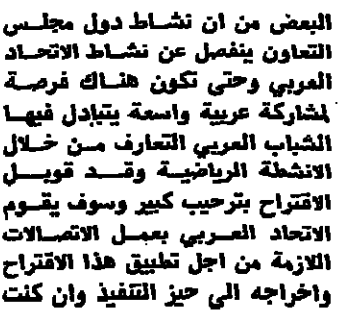 البعض من ان نشاط دول مجلس
التعاون ينفصل عن نشاط الاتحاد
العربي وحتى تكون هناك فرصة
لمشاركة عربية واسعة يتبادل فيها
الشباب العربي التعارف من خلال
الانشطة الرياضية وقد قوبل
الاقتراح بترحيب كبير وسوف يقوم
الاتحاد العربي بعمل الاتصالات
اللازمة من اجل تطبيق هذا الاقتراح
واخراجه الى حيز التنفيذ وان كنت